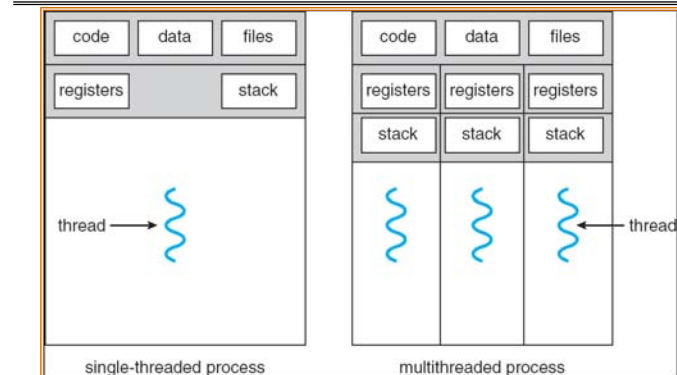 code data files code data files
registers stack registers registers registers
stack stack stack
thread thread
single-threaded process multithreaded process